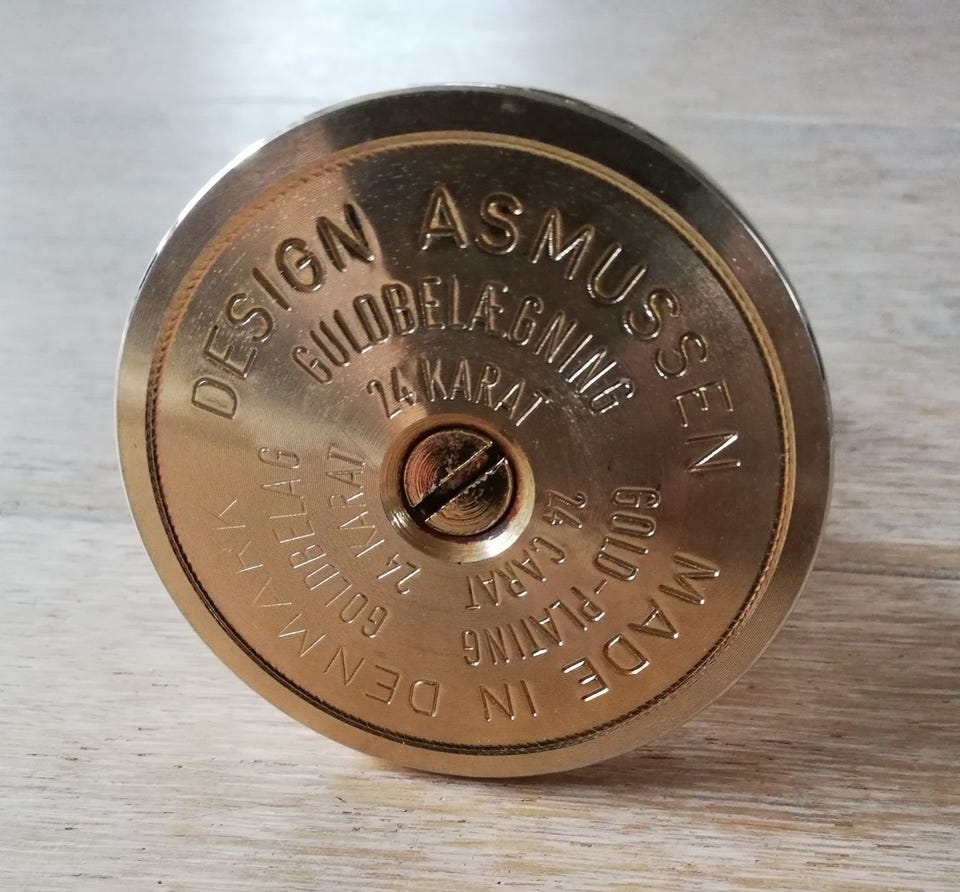 DESIGN ASMUSSEN
GULDBELÆGNING
24 KARAT
GOLD-PLATING
24 CARAT
GOLDBELAG
24 KARAT
MADE IN DENMARK